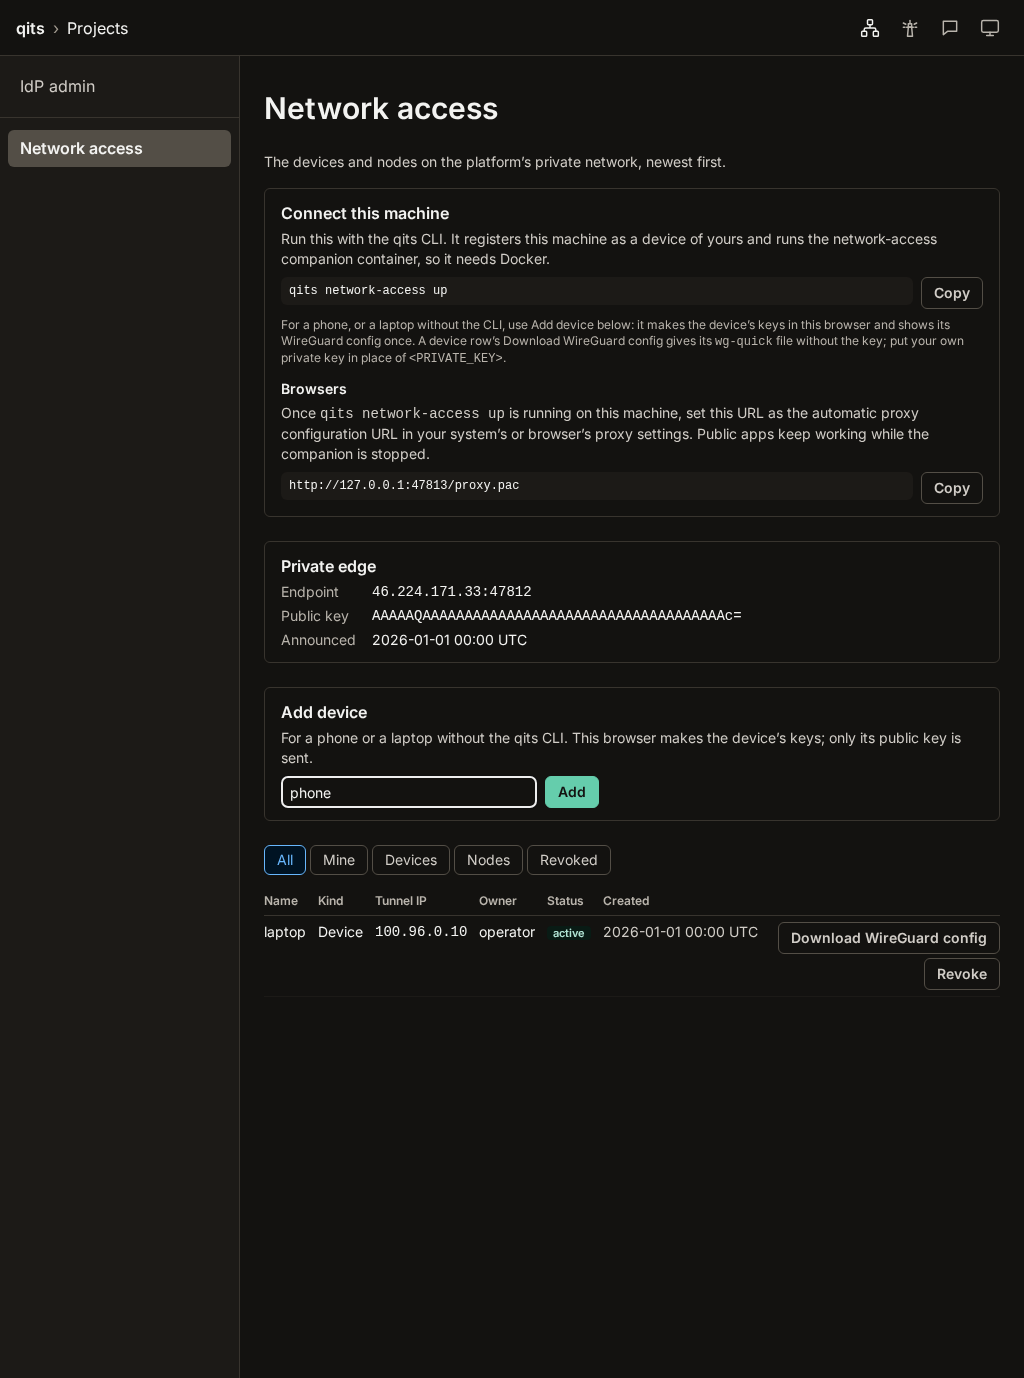 qits › Projects
IdP admin
Network access
Network access
The devices and nodes on the platform’s private network, newest first.
Connect this machine
Run this with the qits CLI. It registers this machine as a device of yours and runs the network-access
companion container, so it needs Docker.
qits network-access up
Copy
For a phone, or a laptop without the CLI, use Add device below: it makes the device’s keys in this browser and shows its
WireGuard config once. A device row’s Download WireGuard config gives its wg-quick file without the key; put your own
private key in place of <PRIVATE_KEY>.
Browsers
Once qits network-access up is running on this machine, set this URL as the automatic proxy
configuration URL in your system’s or browser’s proxy settings. Public apps keep working while the
companion is stopped.
http://127.0.0.1:47813/proxy.pac
Copy
Private edge
Endpoint 46.224.171.33:47812
Public key AAAAAQAAAAAAAAAAAAAAAAAAAAAAAAAAAAAAAAAAAAc=
Announced 2026-01-01 00:00 UTC
Add device
For a phone or a laptop without the qits CLI. This browser makes the device’s keys; only its public key is
sent.
phone Add
All Mine Devices Nodes Revoked
Name Kind Tunnel IP Owner Status Created
laptop Device 100.96.0.10 operator active 2026-01-01 00:00 UTC Download WireGuard config
Revoke